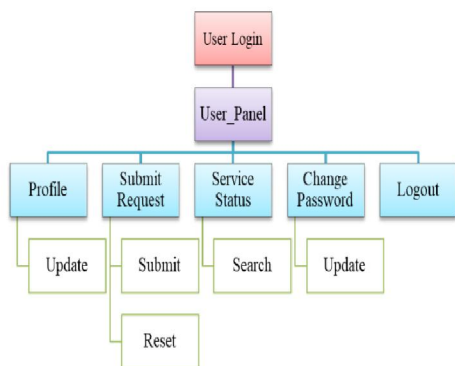 User Login
User_Panel
Profile
Submit
Request
Service
Status
Change
Password
Logout
Update
Submit
Search
Update
Reset